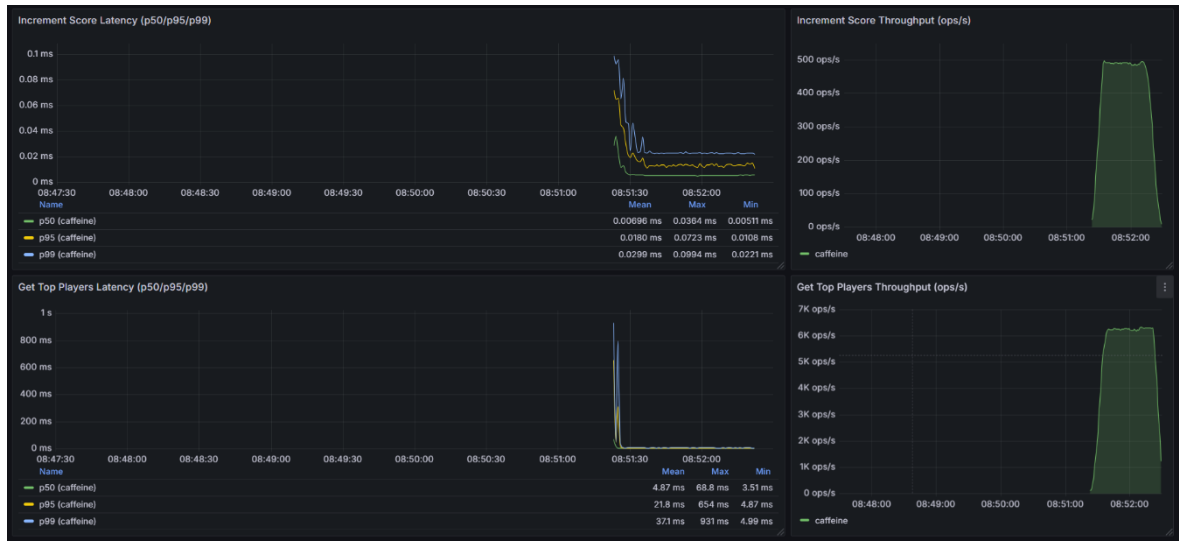 Increment Score Latency (p50/p95/p99)
0.1 ms
0.08 ms
0.06 ms
0.04 ms
0.02 ms
0 ms
08:47:30 08:48:00 08:48:30 08:49:00 08:49:30 08:50:00 08:50:30 08:51:00 08:51:30 08:52:00
Name Mean Max Min
p50 (caffeine) 0.00696 ms 0.0364 ms 0.00511 ms
p95 (caffeine) 0.0180 ms 0.0723 ms 0.0108 ms
p99 (caffeine) 0.0299 ms 0.0994 ms 0.0221 ms
Increment Score Throughput (ops/s)
500 ops/s
400 ops/s
300 ops/s
200 ops/s
100 ops/s
0 ops/s
08:48:00 08:49:00 08:50:00 08:51:00 08:52:00
caffeine
Get Top Players Latency (p50/p95/p99)
1 s
800 ms
600 ms
400 ms
200 ms
0 ms
08:47:30 08:48:00 08:48:30 08:49:00 08:49:30 08:50:00 08:50:30 08:51:00 08:51:30 08:52:00
Name Mean Max Min
p50 (caffeine) 4.87 ms 68.8 ms 3.51 ms
p95 (caffeine) 21.8 ms 654 ms 4.87 ms
p99 (caffeine) 37.1 ms 931 ms 4.99 ms
Get Top Players Throughput (ops/s)
7K ops/s
6K ops/s
5K ops/s
4K ops/s
3K ops/s
2K ops/s
1K ops/s
0 ops/s
08:48:00 08:49:00 08:50:00 08:51:00 08:52:00
caffeine